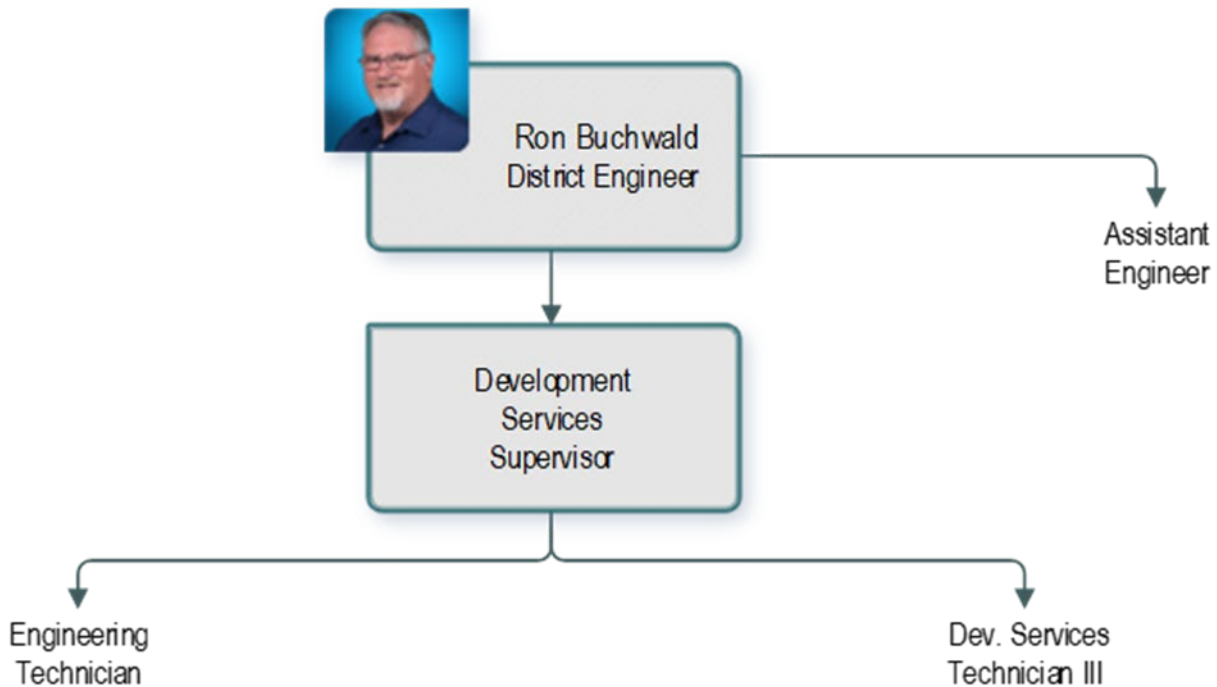 Ron Buchwald
District Engineer
Assistant
Engineer
Development
Services
Supervisor
Engineering
Technician
Dev. Services
Technician III